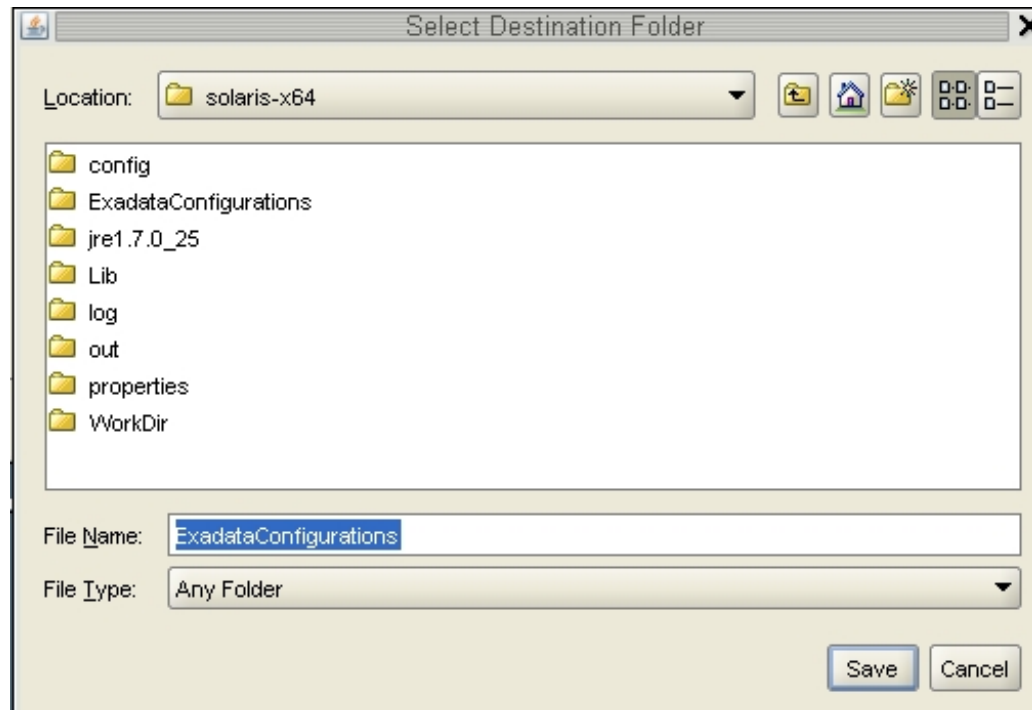 Select Destination Folder
Location: solaris-x64
config
ExadataConfigurations
jre1.7.0_25
Lib
log
out
properties
WorkDir
File Name: ExadataConfigurations
File Type: Any Folder
Save Cancel